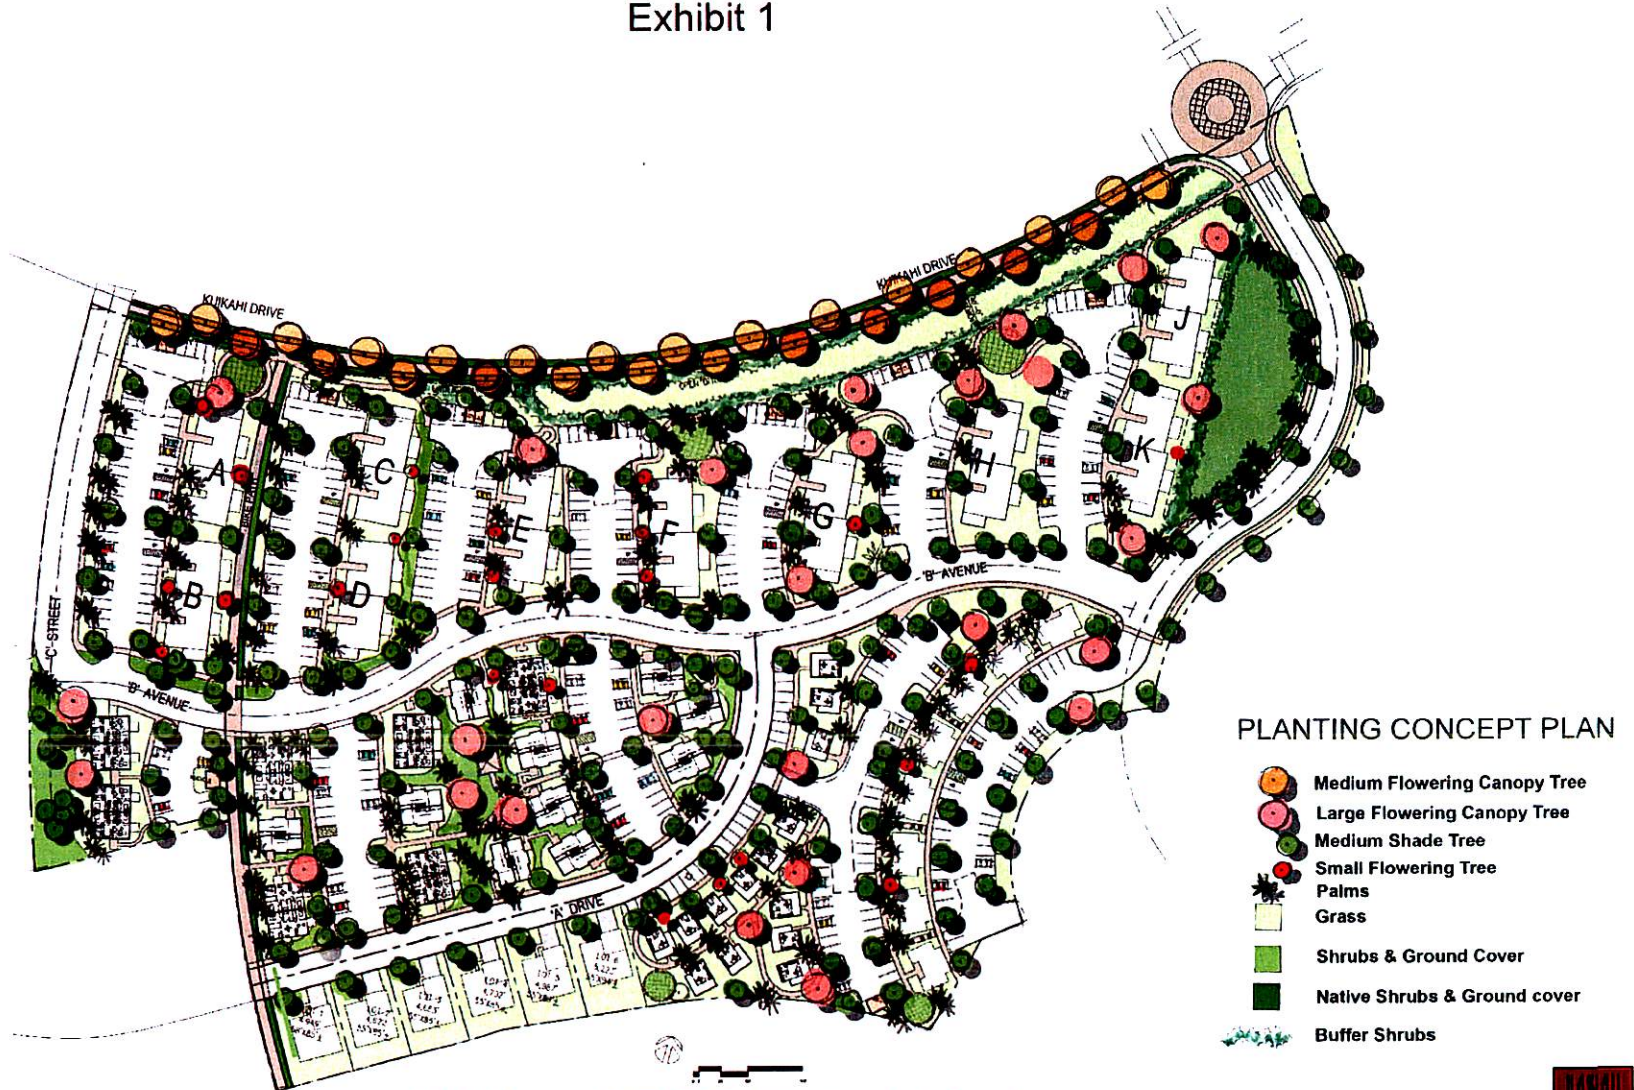 Exhibit 1
KUIKAHI DRIVE
KUIKAHI DRIVE
J
A
C
K
H
E
F
G
B
D
'B' AVENUE
'C' STREET
'B' AVENUE
'A' DRIVE
PLANTING CONCEPT PLAN
Medium Flowering Canopy Tree
Large Flowering Canopy Tree
Medium Shade Tree
Small Flowering Tree
Palms
Grass
Shrubs & Ground Cover
Native Shrubs & Ground cover
Buffer Shrubs